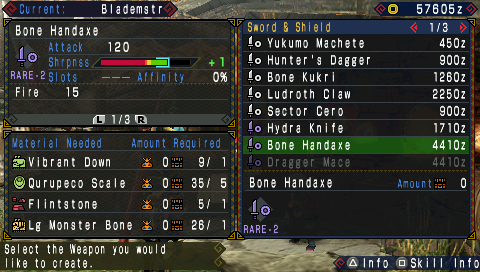 Current: Blademstr
57605z
Bone Handaxe
Attack 120
Shrpnss +1
Slots --- Affinity 0%
RARE-2
Fire 15
L 1/3 R
Material Needed Amount Required
Vibrant Down 0 9/ 1
Qurupeco Scale 0 35/ 5
Flintstone 0 5/ 1
Lg Monster Bone 0 26/ 1
Sword & Shield 1/3
Yukumo Machete 450z
Hunter's Dagger 900z
Bone Kukri 1260z
Ludroth Claw 2250z
Sector Cero 900z
Hydra Knife 1710z
Bone Handaxe 4410z
Dragger Mace 4410z
Bone Handaxe Amount 0
RARE-2
Select the Weapon you would
like to create.
Info Skill Info